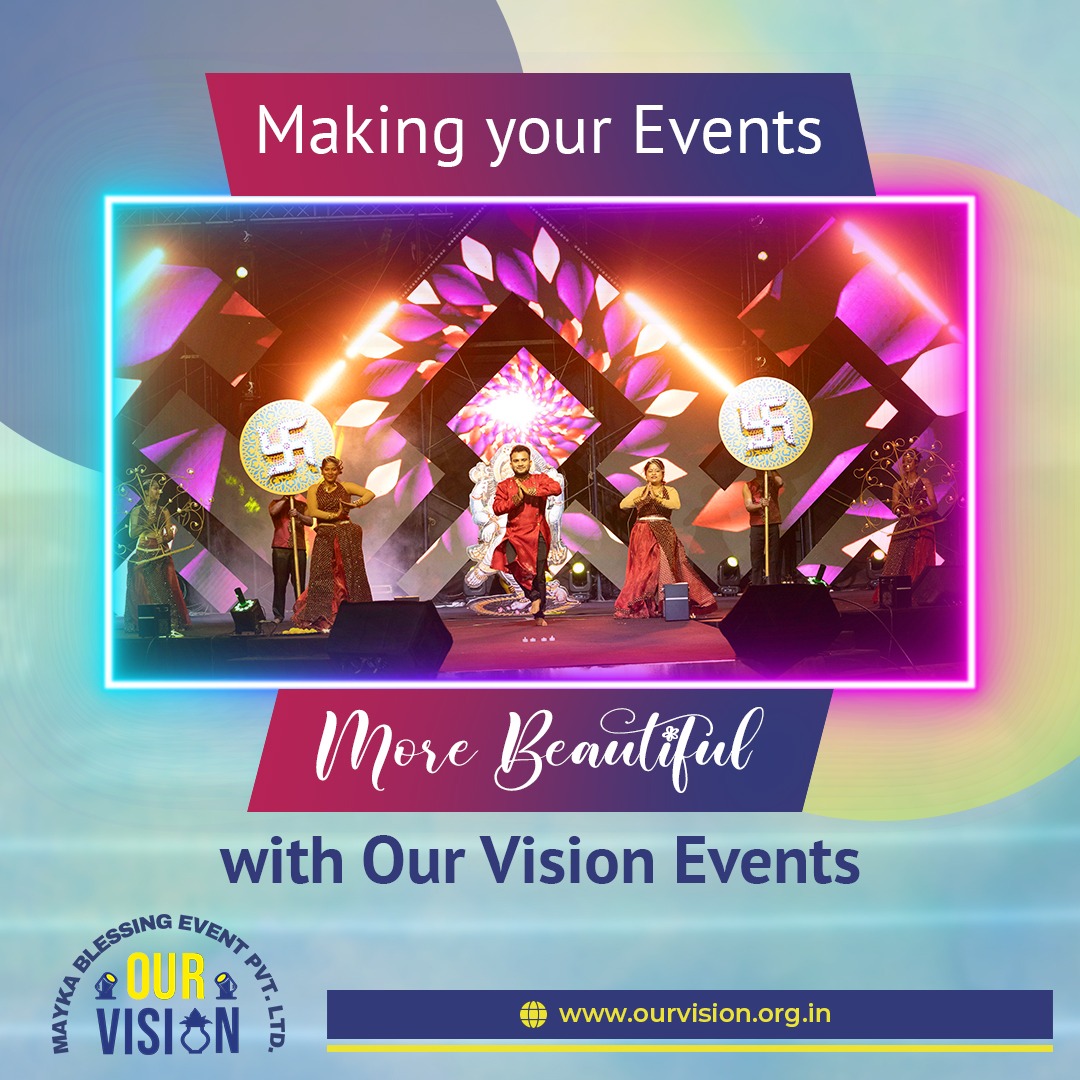 Making your Events
More Beautiful
with Our Vision Events
MAYKA BLESSING EVENT PVT. LTD.
OUR
VISION
www.ourvision.org.in